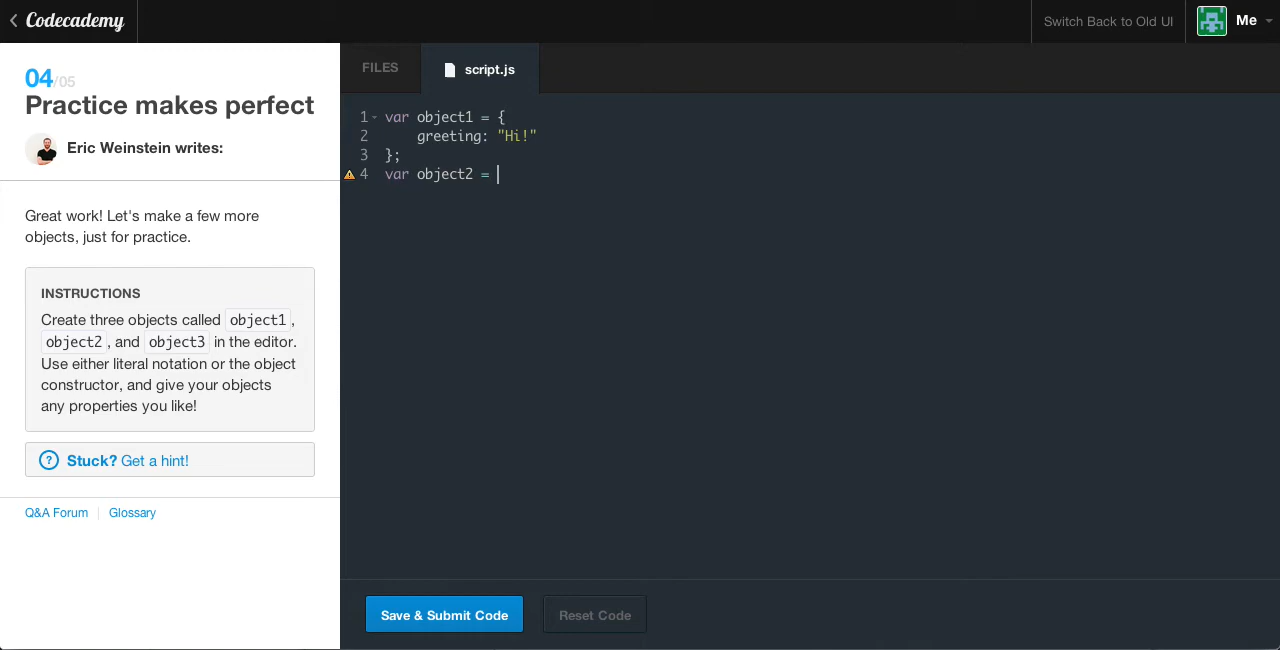 Codecademy
Switch Back to Old UI
Me
04/05
Practice makes perfect
Eric Weinstein writes:
Great work! Let's make a few more
objects, just for practice.
INSTRUCTIONS
Create three objects called object1,
object2, and object3 in the editor.
Use either literal notation or the object
constructor, and give your objects
any properties you like!
? Stuck? Get a hint!
Q&A Forum
Glossary
FILES
script.js
1 var object1 = {
2 greeting: "Hi!"
3 };
4 var object2 =
Save & Submit Code
Reset Code